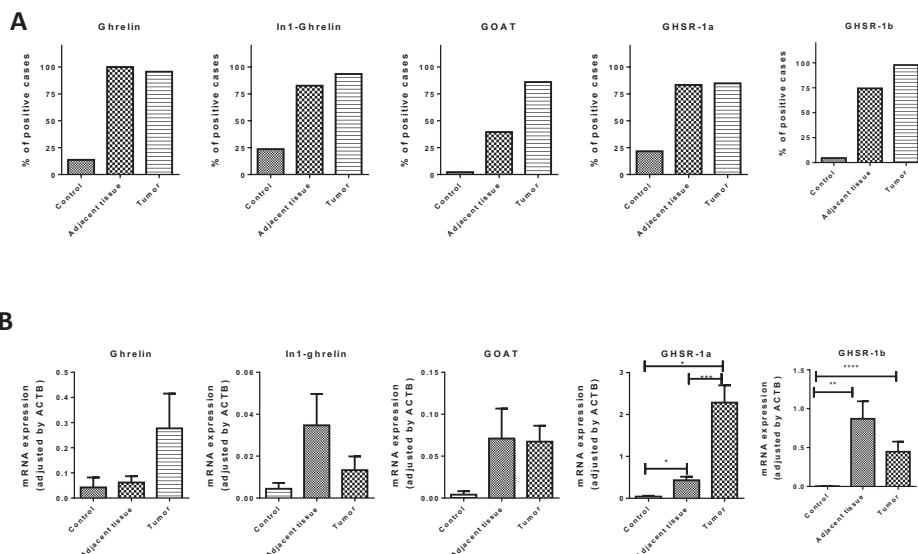 A
Ghrelin
% of positive cases
100
75
50
25
0
Control
Adjacent tissue
Tumor
In1-Ghrelin
% of positive cases
100
75
50
25
0
Control
Adjacent tissue
Tumor
GOAT
% of positive cases
100
75
50
25
0
Control
Adjacent tissue
Tumor
GHSR-1a
% of positive cases
100
75
50
25
0
Control
Adjacent tissue
Tumor
GHSR-1b
% of positive cases
100
75
50
25
0
Control
Adjacent tissue
Tumor
B
Ghrelin
mRNA expression
(adjusted by ACTB)
0.5
0.4
0.3
0.2
0.1
0.0
Control
Adjacent tissue
Tumor
In1-ghrelin
mRNA expression
(adjusted by ACTB)
0.06
0.04
0.02
0.00
Control
Adjacent tissue
Tumor
GOAT
mRNA expression
(adjusted by ACTB)
0.15
0.10
0.05
0.00
Control
Adjacent tissue
Tumor
GHSR-1a
mRNA expression
(adjusted by ACTB)
3
2
1
0
*
***
*
Control
Adjacent tissue
Tumor
GHSR-1b
mRNA expression
(adjusted by ACTB)
1.5
1.0
0.5
0.0
****
**
Control
Adjacent tissue
Tumor